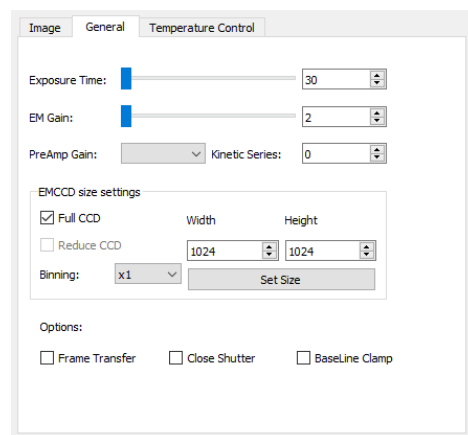 Image General Temperature Control
Exposure Time: 30
EM Gain: 2
PreAmp Gain: Kinetic Series: 0
EMCCD size settings
Full CCD Width Height
Reduce CCD 1024 1024
Binning: x1 Set Size
Options:
Frame Transfer Close Shutter BaseLine Clamp